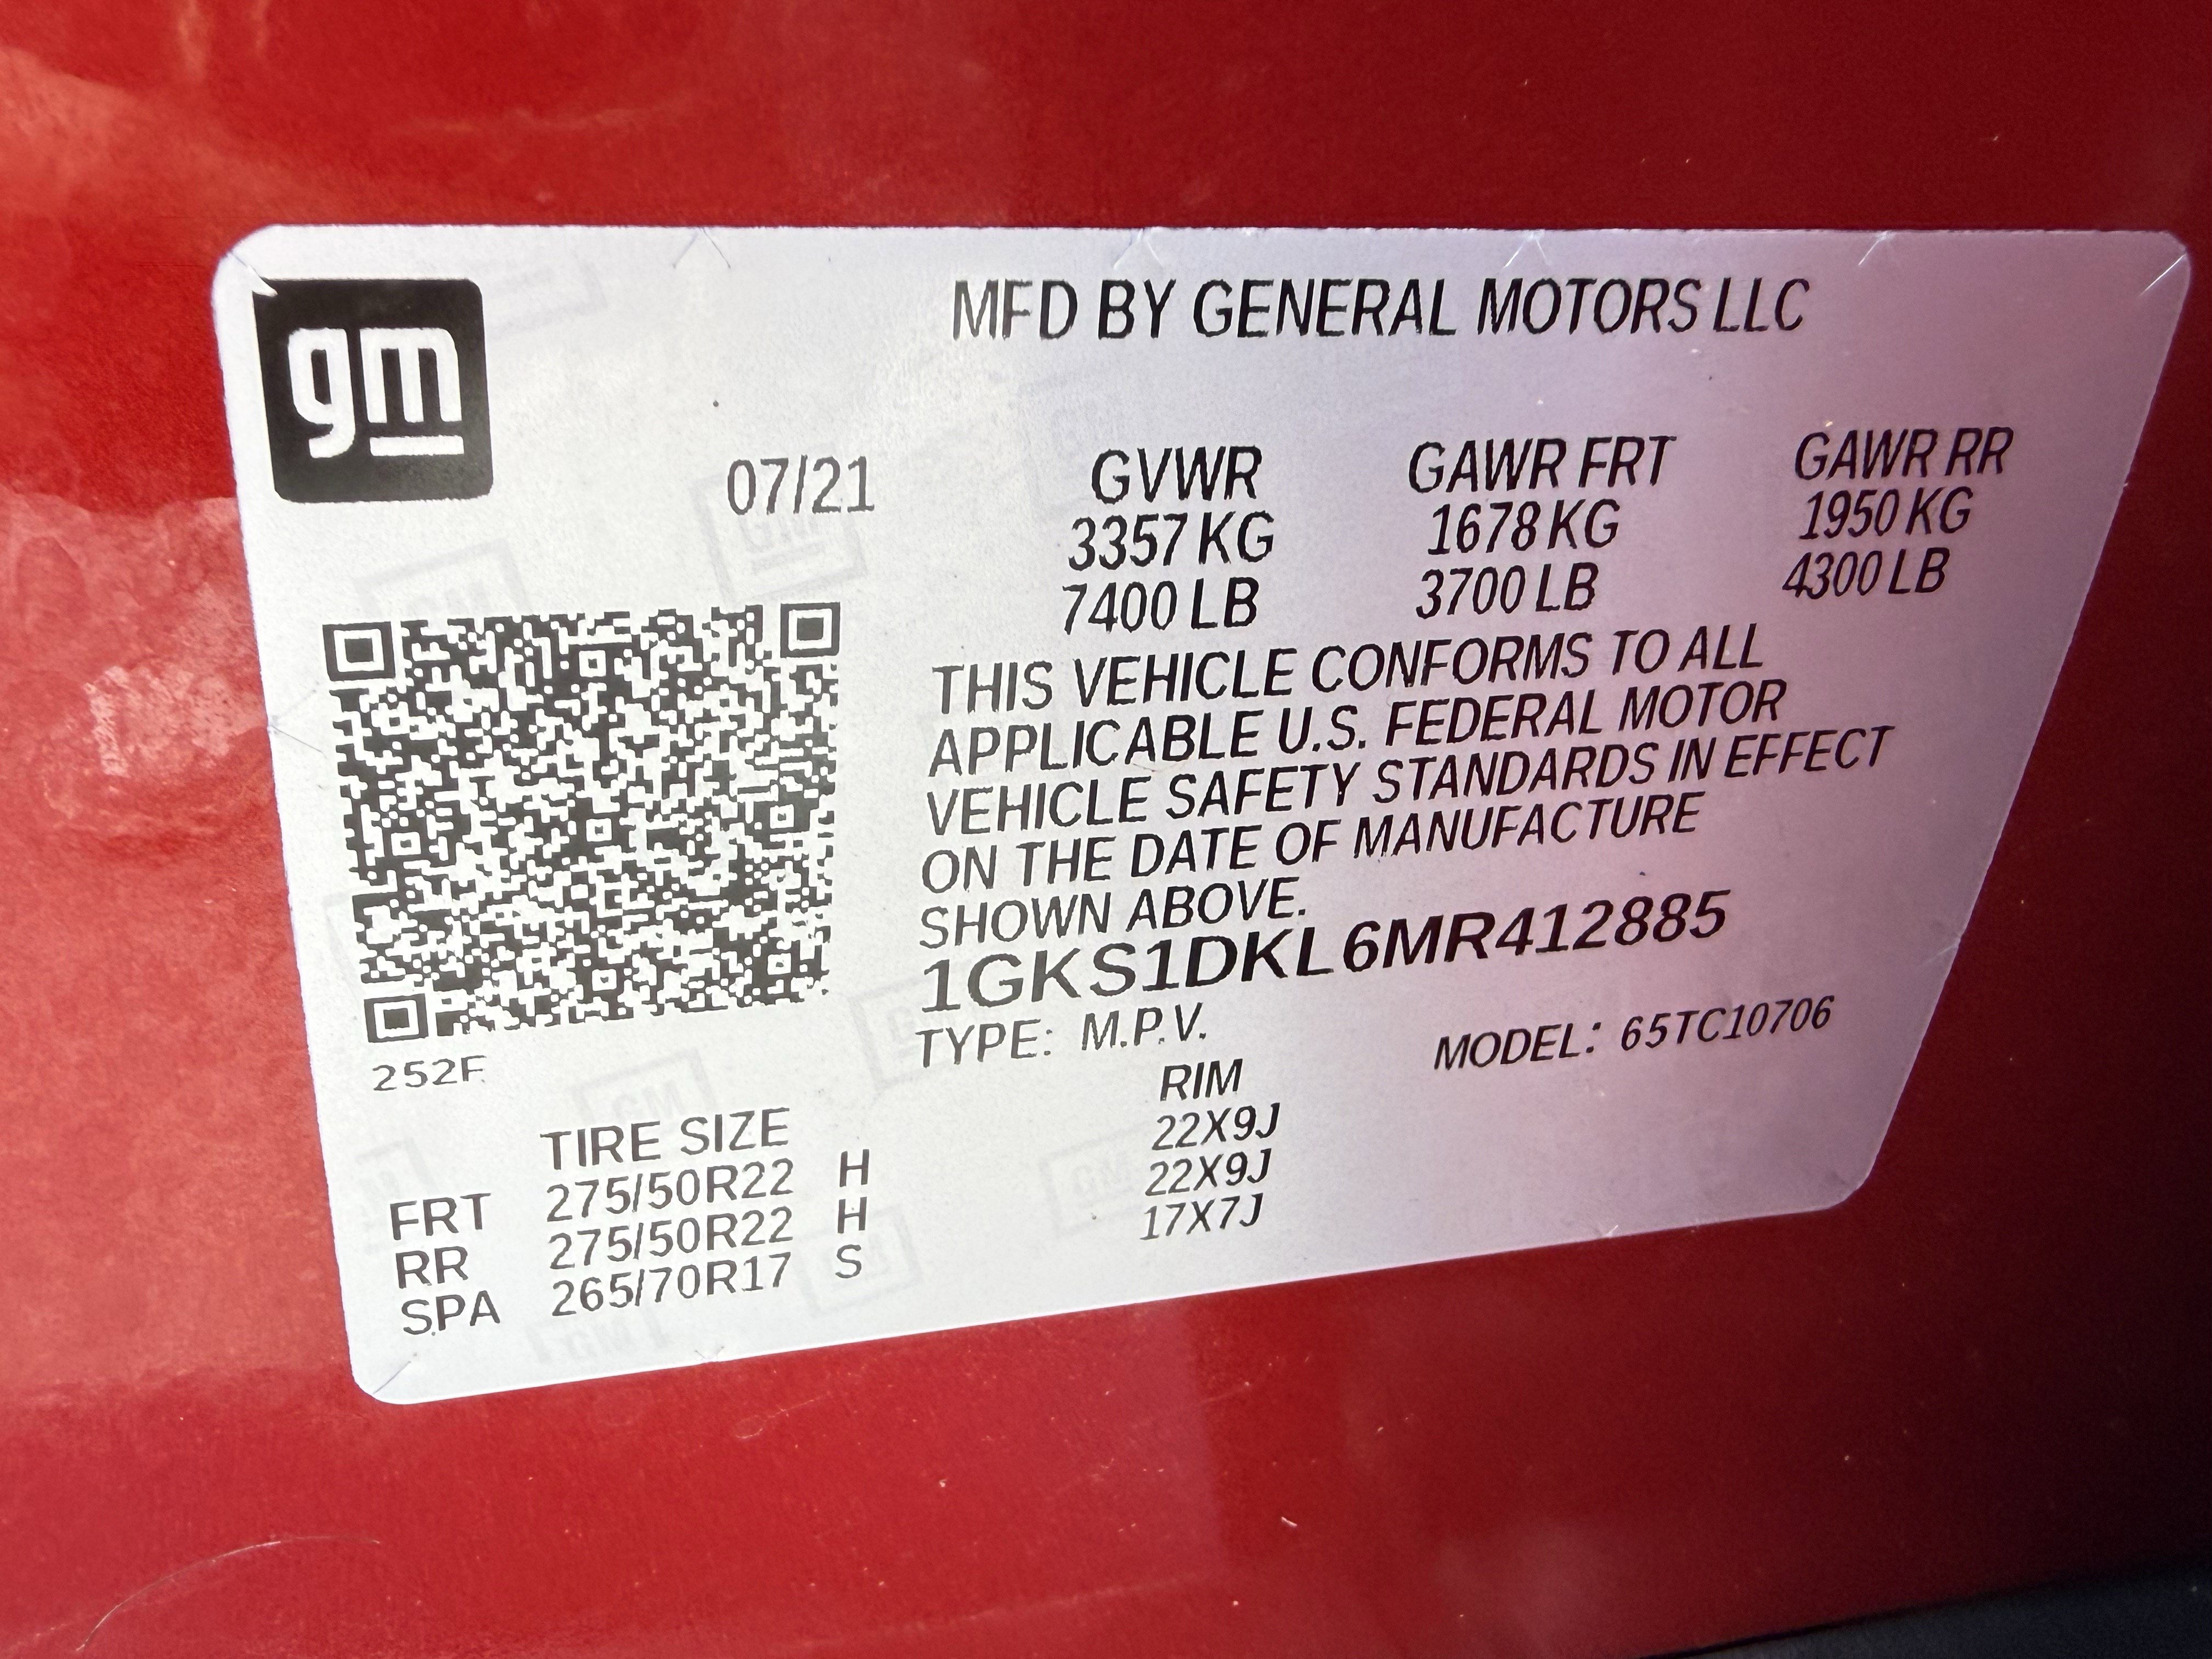 gm
MFD BY GENERAL MOTORS LLC
07/21 GVWR GAWR FRT GAWR RR
3357 KG 1678 KG 1950 KG
7400 LB 3700 LB 4300 LB
THIS VEHICLE CONFORMS TO ALL
APPLICABLE U.S. FEDERAL MOTOR
VEHICLE SAFETY STANDARDS IN EFFECT
ON THE DATE OF MANUFACTURE
SHOWN ABOVE.
1GKS1DKL6MR412885
TYPE: M.P.V. MODEL: 65TC10706
252F
TIRE SIZE RIM
FRT 275/50R22 H 22X9J
RR 275/50R22 H 22X9J
SPA 265/70R17 S 17X7J